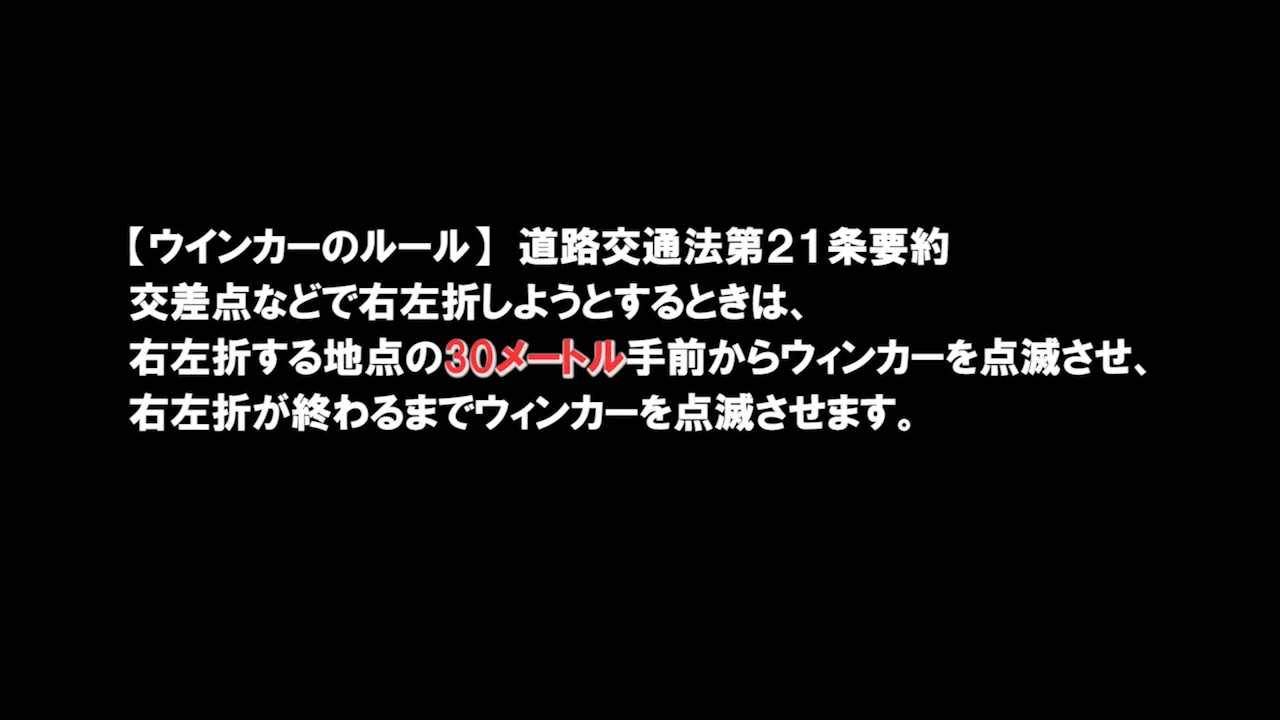 【ウインカーのルール】 道路交通法第２１条要約
交差点などで右左折しようとするときは、
右左折する地点の30メートル手前からウィンカーを点滅させ、
右左折が終わるまでウィンカーを点滅させます。